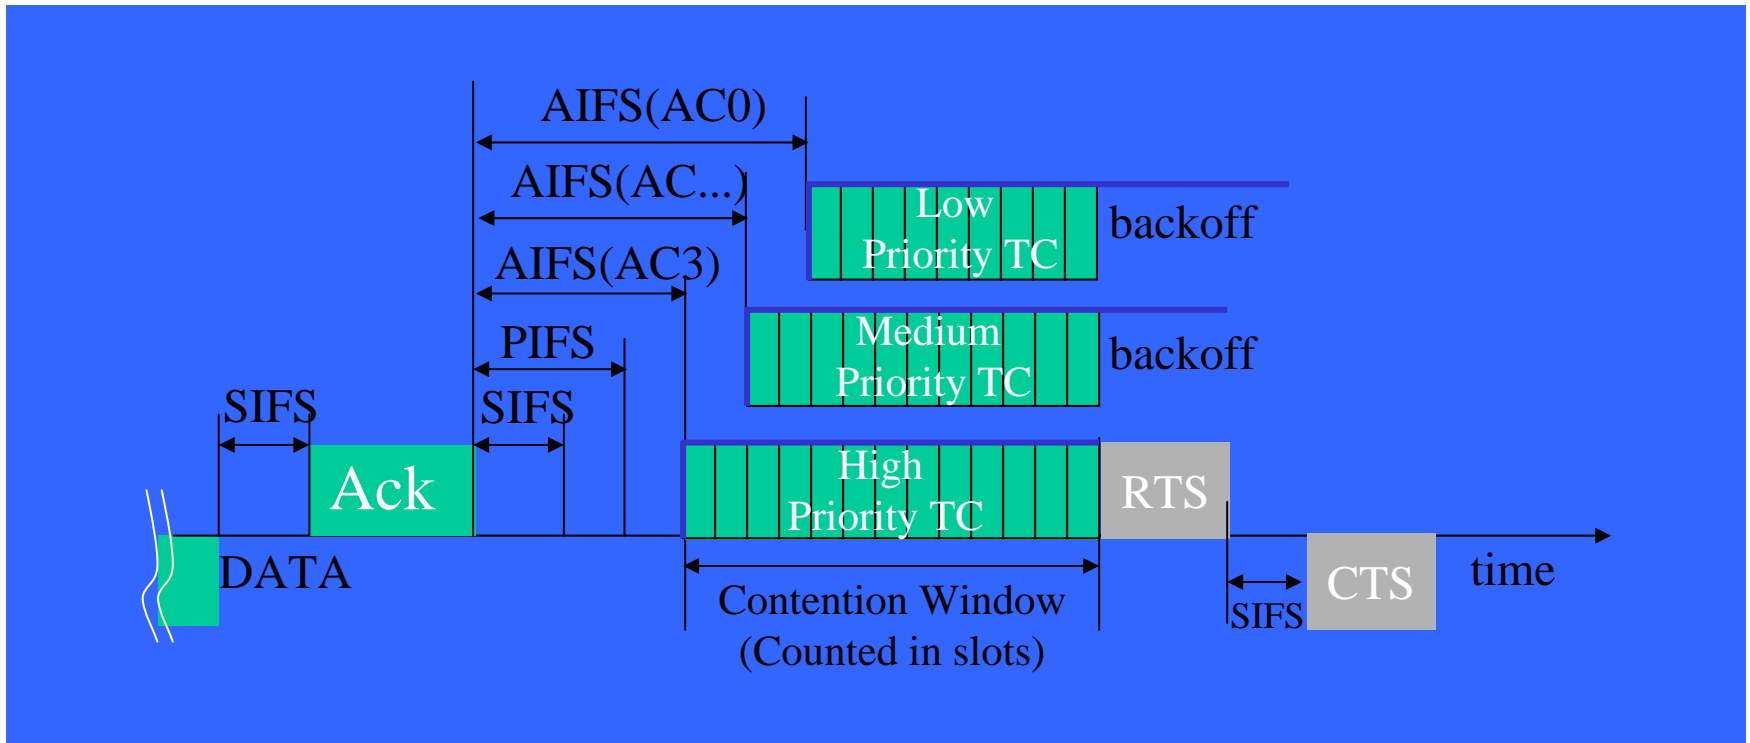 AIFS(AC0)
AIFS(AC...)
Low
Priority TC
backoff
AIFS(AC3)
PIFS
Medium
Priority TC
backoff
SIFS
SIFS
Ack
High
Priority TC
RTS
DATA
time
CTS
SIFS
Contention Window
(Counted in slots)